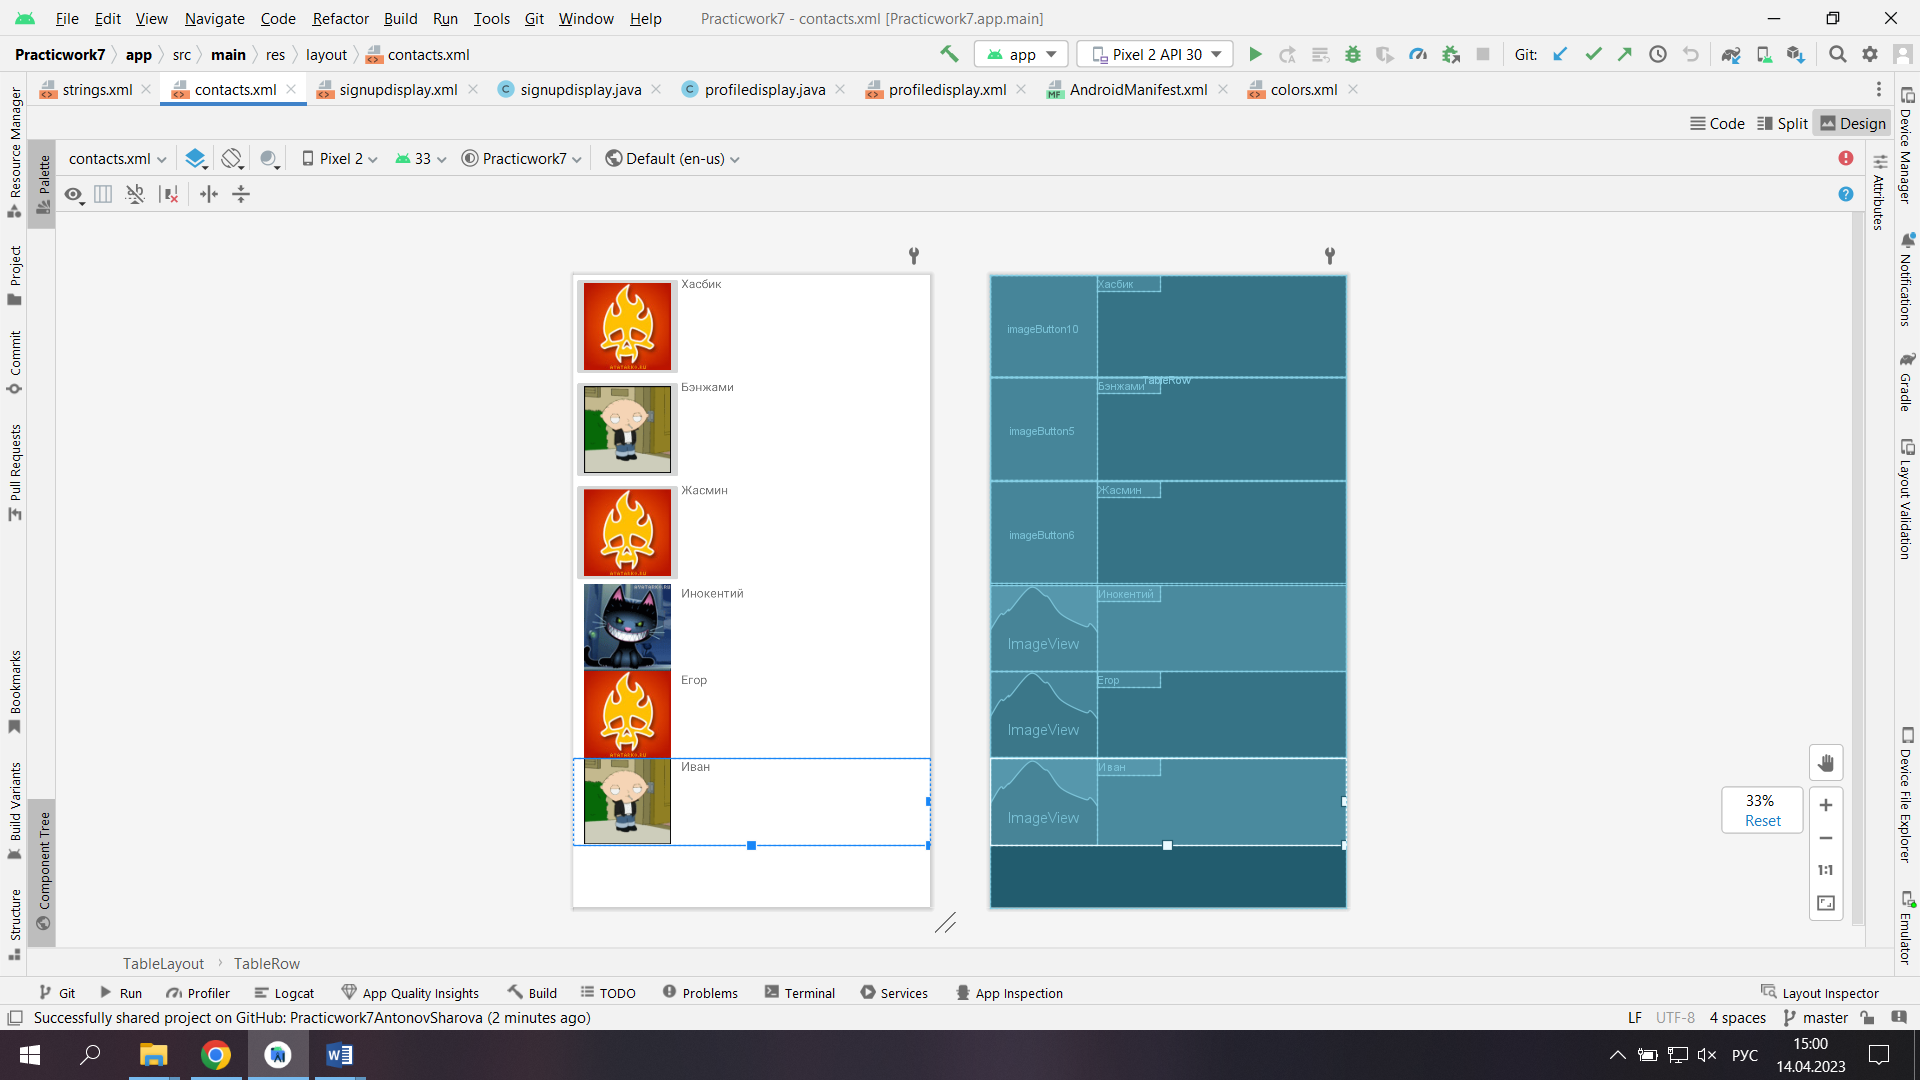 File Edit View Navigate Code Refactor Build Run Tools Git Window Help Practicwork7 - contacts.xml [Practicwork7.app.main]
Practicwork7 app src main res layout contacts.xml app Pixel 2 API 30 Git:
strings.xml contacts.xml signupdisplay.xml signupdisplay.java profiledisplay.java profiledisplay.xml AndroidManifest.xml colors.xml
Code Split Design
contacts.xml Pixel 2 33 Practicwork7 Default (en-us)
Resource Manager
Project
Commit
Pull Requests
Bookmarks
Build Variants
Structure
Palette
Component Tree
Хасбик
Бэнжами
Жасмин
Инокентий
Егор
Иван
Хасбик
imageButton10
TableRow
Бэнжами
imageButton5
Жасмин
imageButton6
Инокентий
ImageView
Егор
ImageView
Иван
ImageView
33%
Reset
1:1
Attributes
Device Manager
Notifications
Gradle
Layout Validation
Device File Explorer
Emulator
TableLayout TableRow
Git Run Profiler Logcat App Quality Insights Build TODO Problems Terminal Services App Inspection Layout Inspector
Successfully shared project on GitHub: Practicwork7AntonovSharova (2 minutes ago) LF UTF-8 4 spaces master
РУС
15:00
14.04.2023